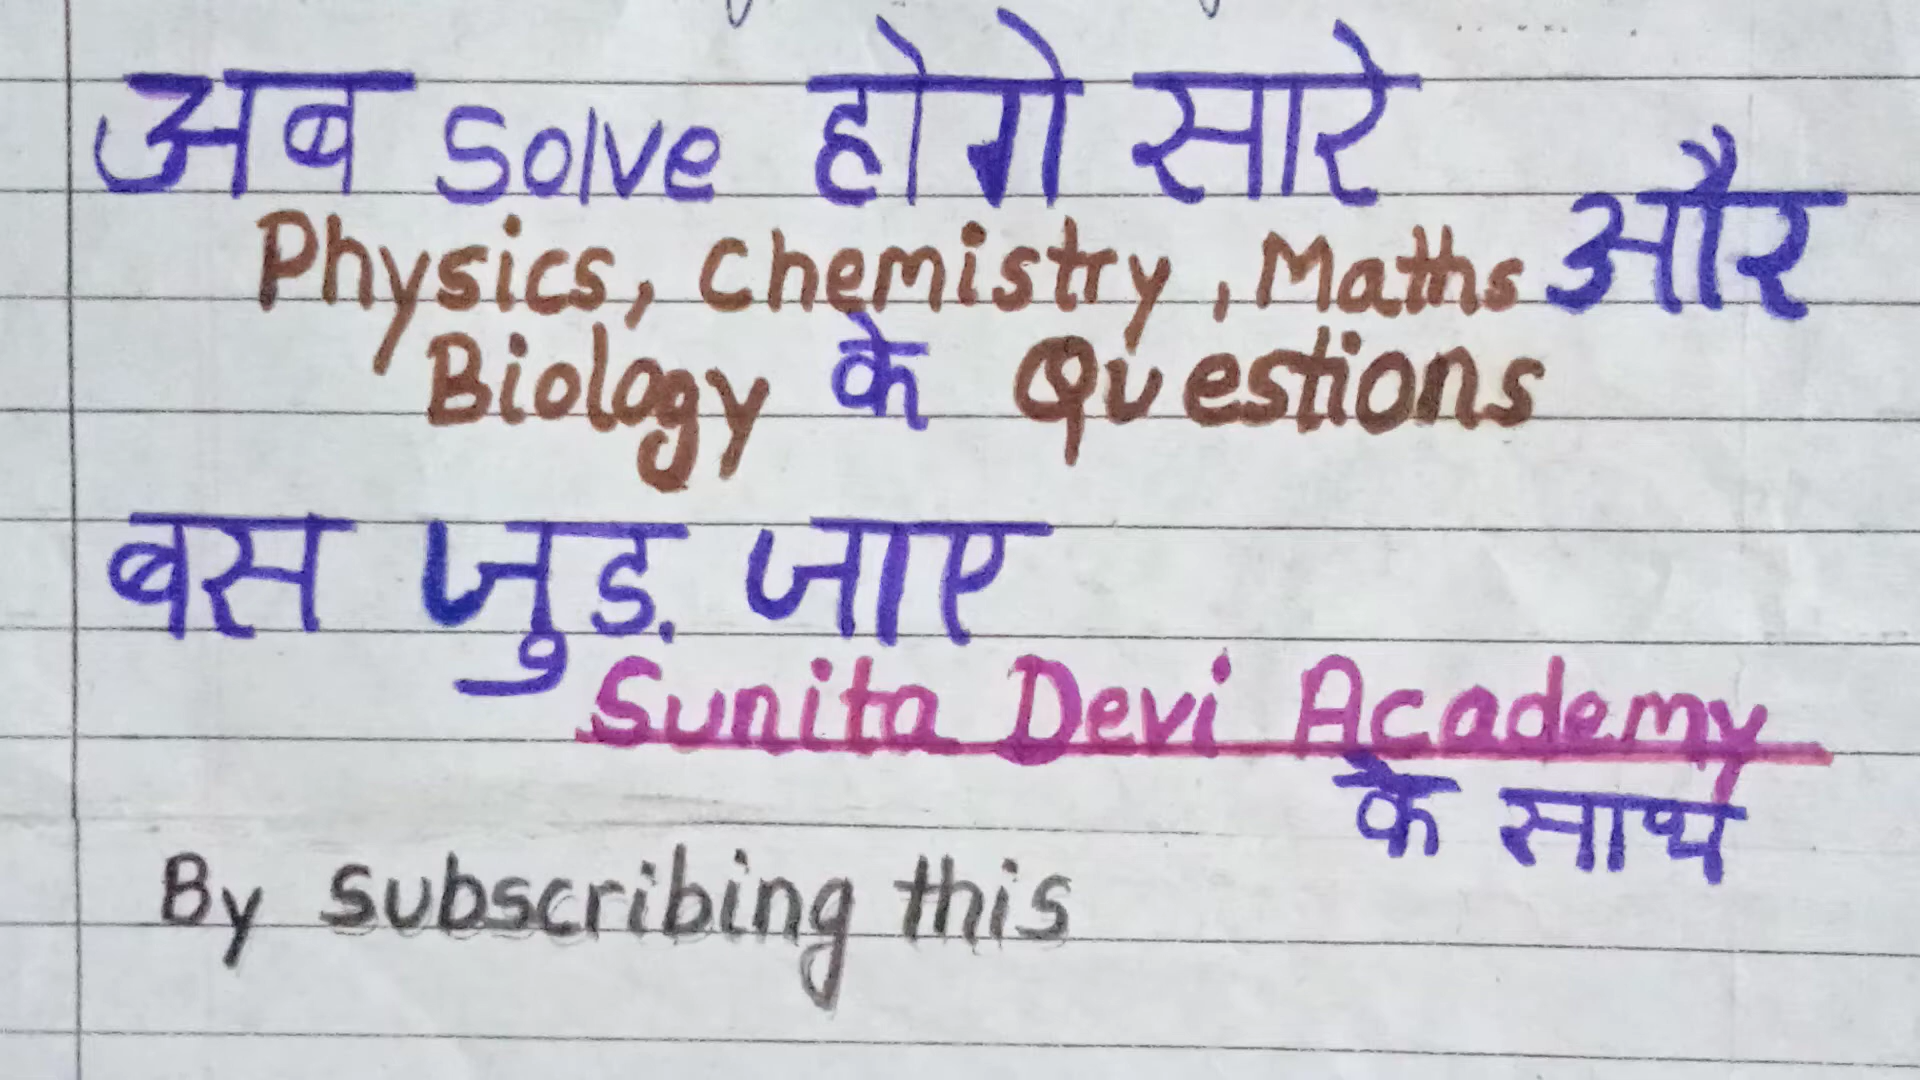 अब solve होगे सारे
Physics, Chemistry, Maths और
Biology के Questions
बस जुड़ जाए
Sunita Devi Academy
के साथ
By subscribing this